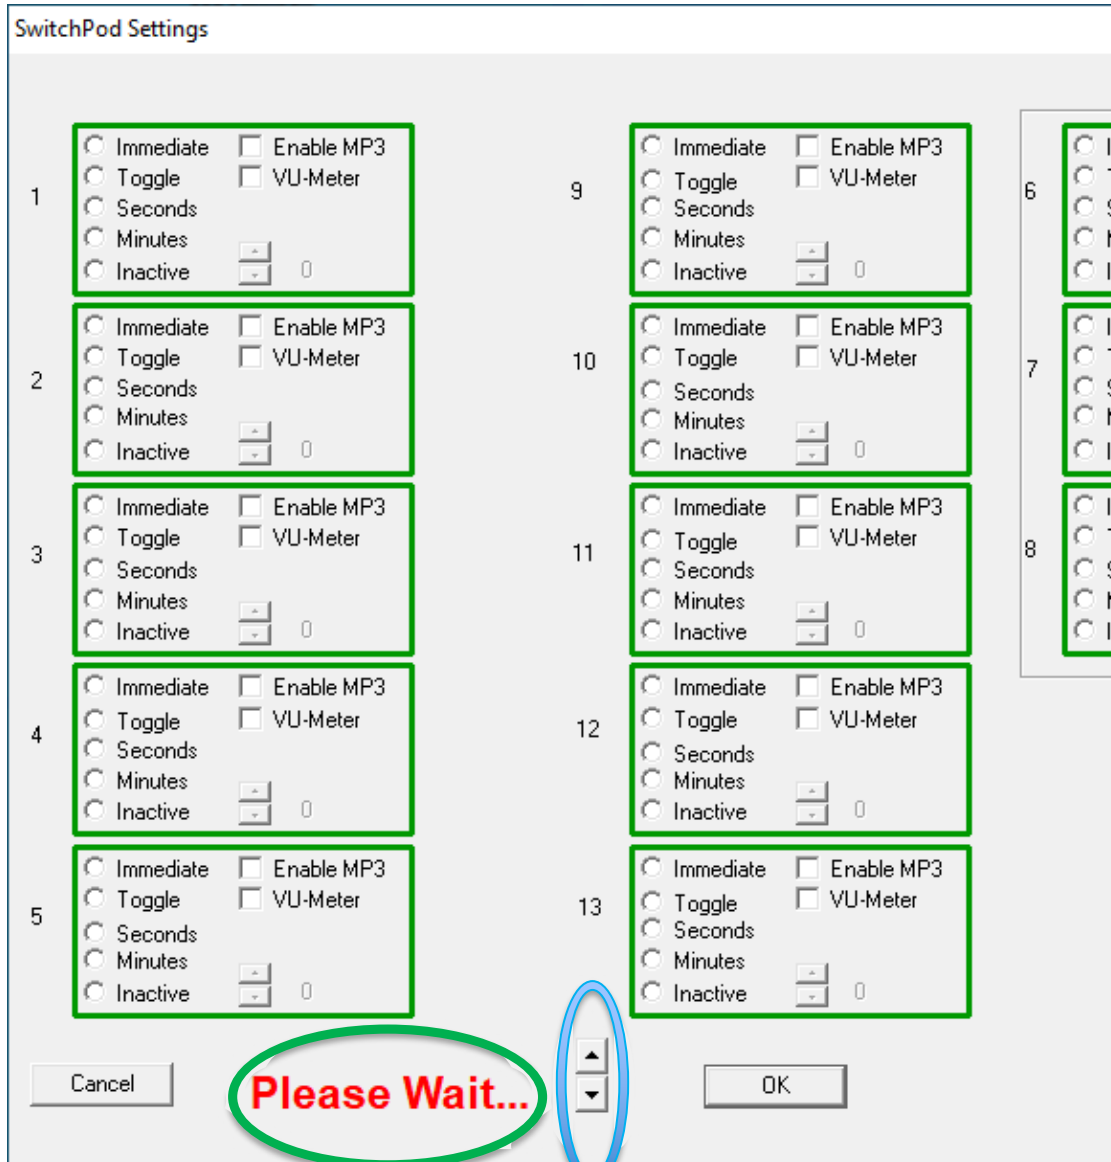 SwitchPod Settings
1
Immediate Enable MP3
Toggle VU-Meter
Seconds
Minutes
Inactive 0
2
Immediate Enable MP3
Toggle VU-Meter
Seconds
Minutes
Inactive 0
3
Immediate Enable MP3
Toggle VU-Meter
Seconds
Minutes
Inactive 0
4
Immediate Enable MP3
Toggle VU-Meter
Seconds
Minutes
Inactive 0
5
Immediate Enable MP3
Toggle VU-Meter
Seconds
Minutes
Inactive 0
9
Immediate Enable MP3
Toggle VU-Meter
Seconds
Minutes
Inactive 0
10
Immediate Enable MP3
Toggle VU-Meter
Seconds
Minutes
Inactive 0
11
Immediate Enable MP3
Toggle VU-Meter
Seconds
Minutes
Inactive 0
12
Immediate Enable MP3
Toggle VU-Meter
Seconds
Minutes
Inactive 0
13
Immediate Enable MP3
Toggle VU-Meter
Seconds
Minutes
Inactive 0
6
7
8
Cancel
Please Wait...
OK